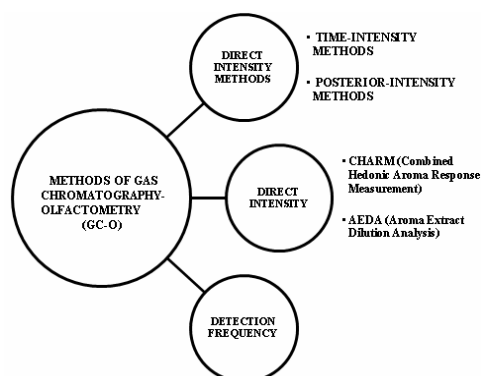 METHODS OF GAS
CHROMATOGRAPHY-
OLFACTOMETRY
(GC-O)
DIRECT
INTENSITY
METHODS
• TIME-INTENSITY
METHODS
• POSTERIOR-INTENSITY
METHODS
DIRECT
INTENSITY
• CHARM (Combined
Hedonic Aroma Response
Measurement)
• AEDA (Aroma Extract
Dilution Analysis)
DETECTION
FREQUENCY